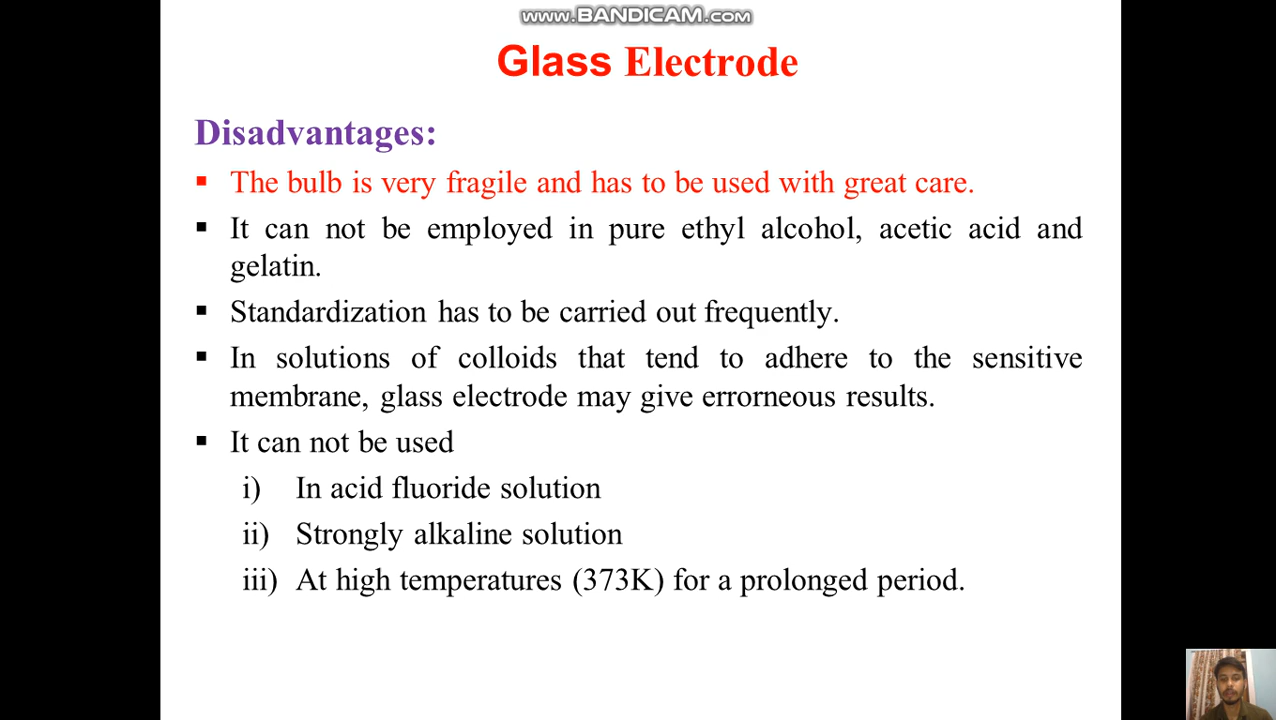 www.BANDICAM.com
Glass Electrode
Disadvantages:
▪ The bulb is very fragile and has to be used with great care.
▪ It can not be employed in pure ethyl alcohol, acetic acid and
gelatin.
▪ Standardization has to be carried out frequently.
▪ In solutions of colloids that tend to adhere to the sensitive
membrane, glass electrode may give errorneous results.
▪ It can not be used
i) In acid fluoride solution
ii) Strongly alkaline solution
iii) At high temperatures (373K) for a prolonged period.